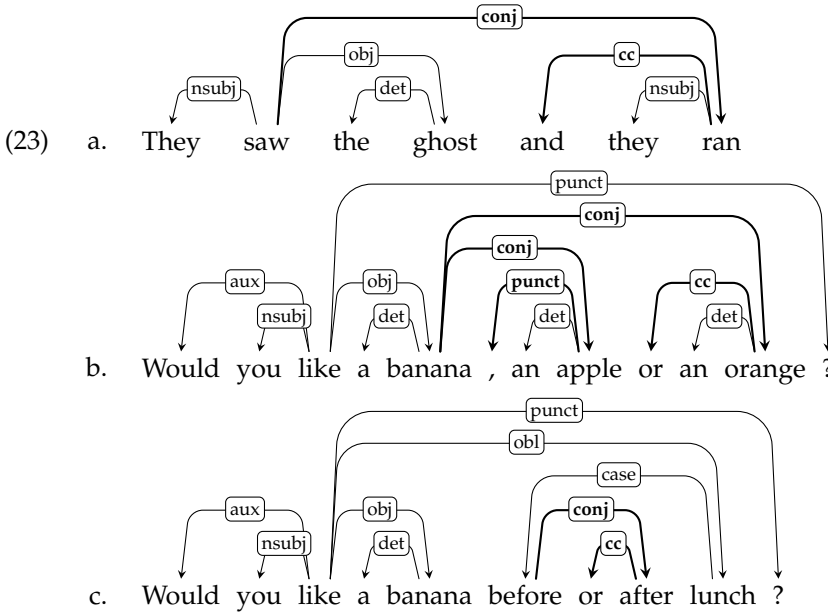 conj
obj cc
nsubj det nsubj
(23) a. They saw the ghost and they ran
punct
conj
conj
aux obj punct cc
nsubj det det det
b. Would you like a banana , an apple or an orange ?
punct
obl
case
aux obj conj
nsubj det cc
c. Would you like a banana before or after lunch ?